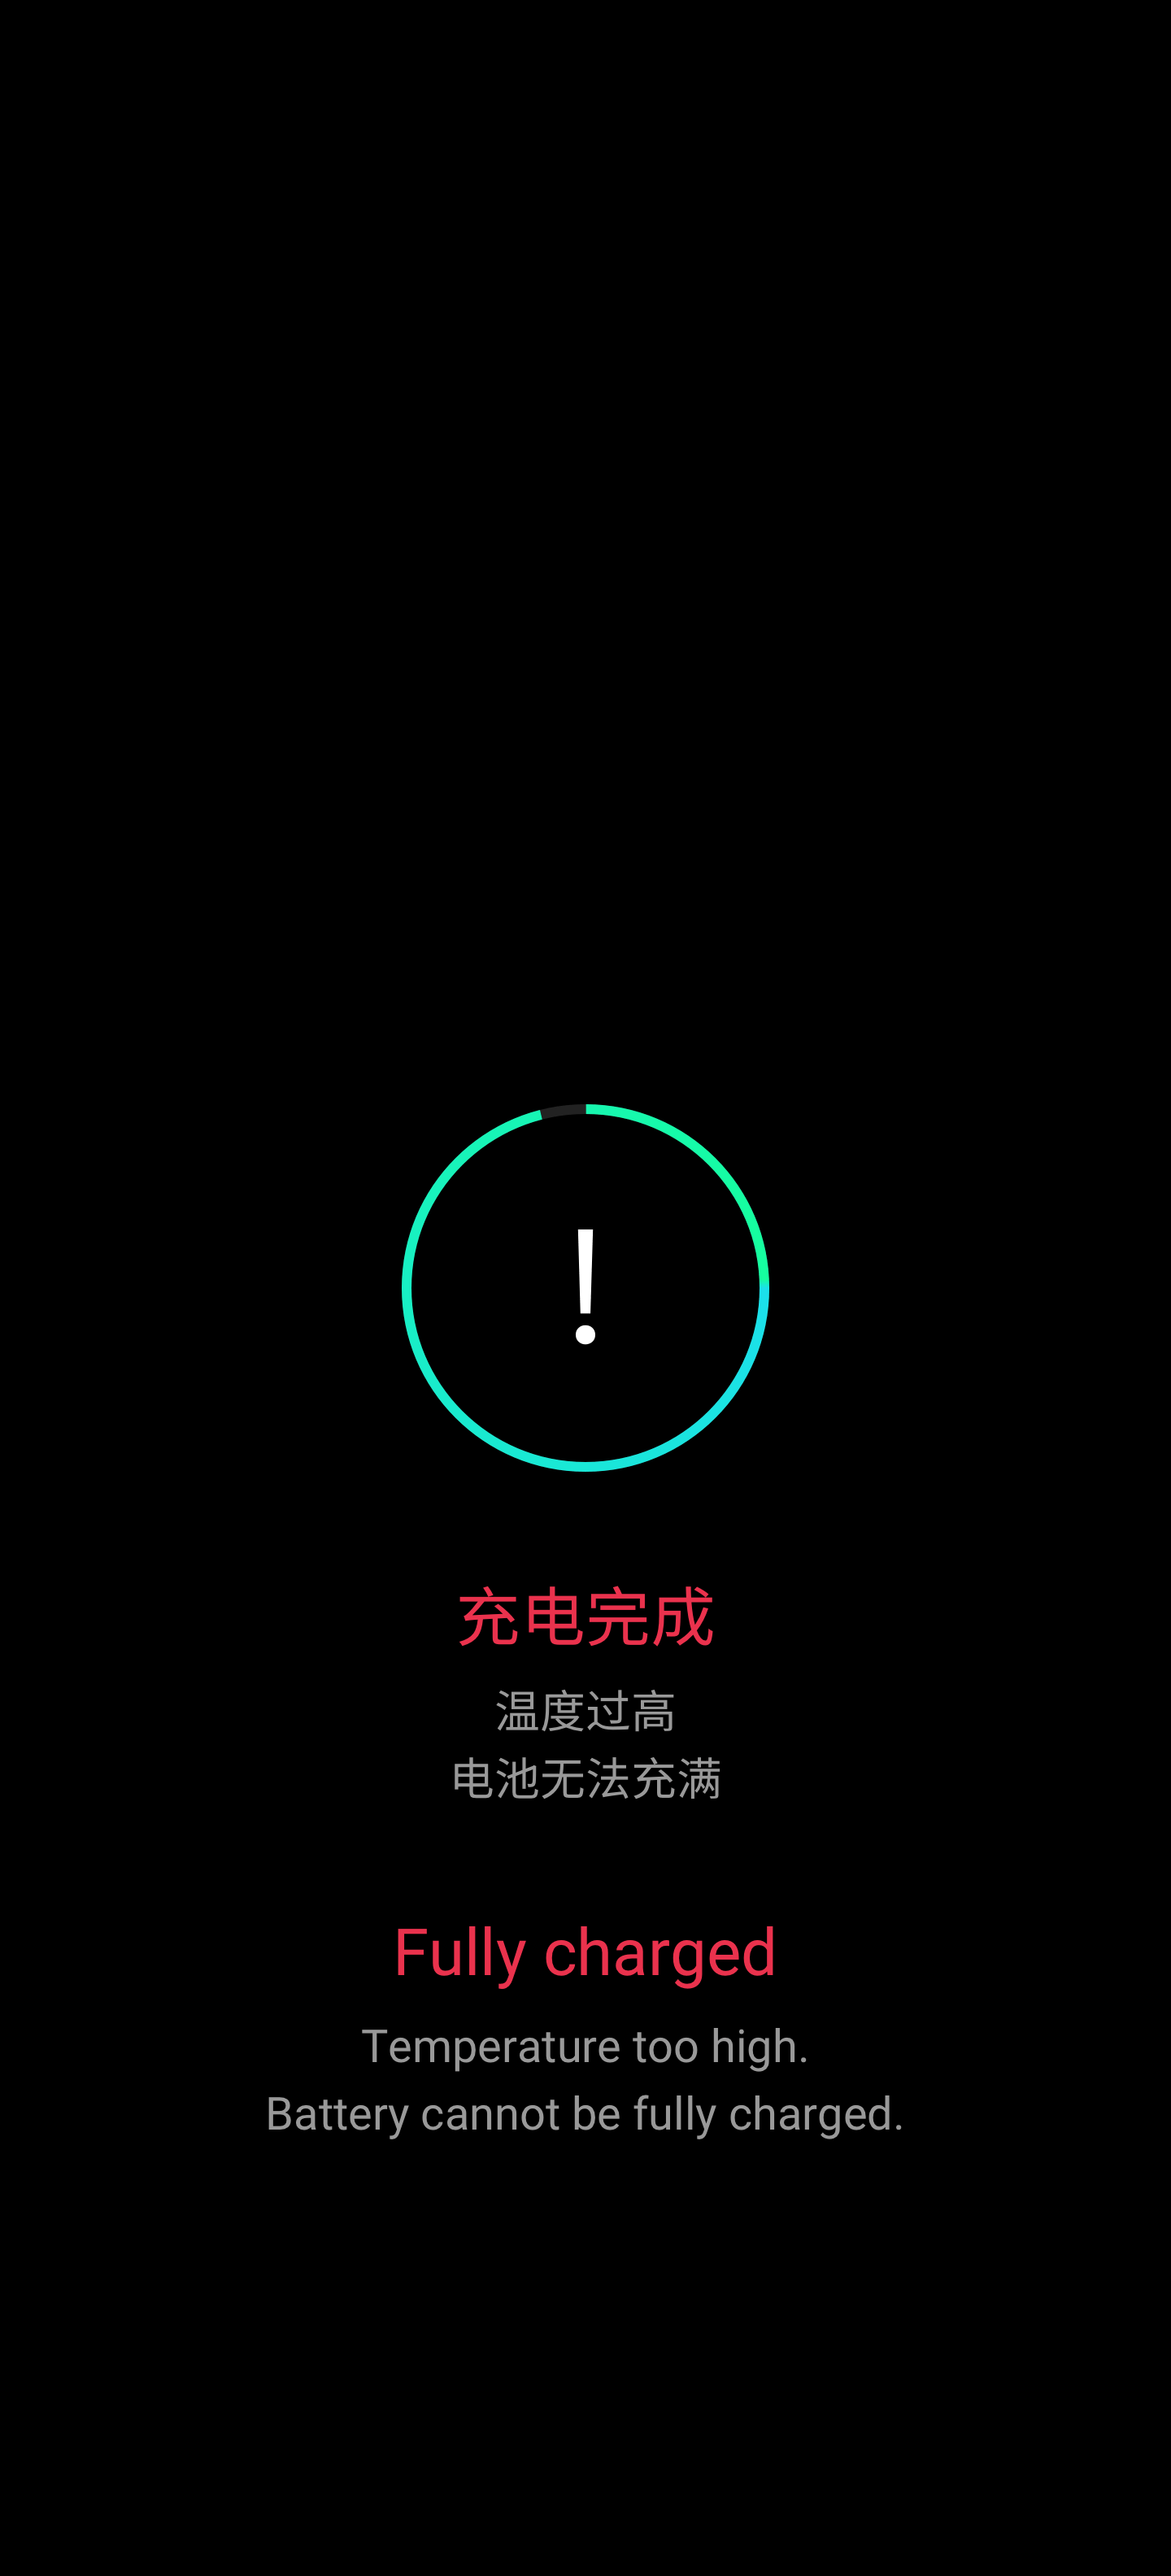 !
充电完成
温度过高
电池无法充满
Fully charged
Temperature too high.
Battery cannot be fully charged.